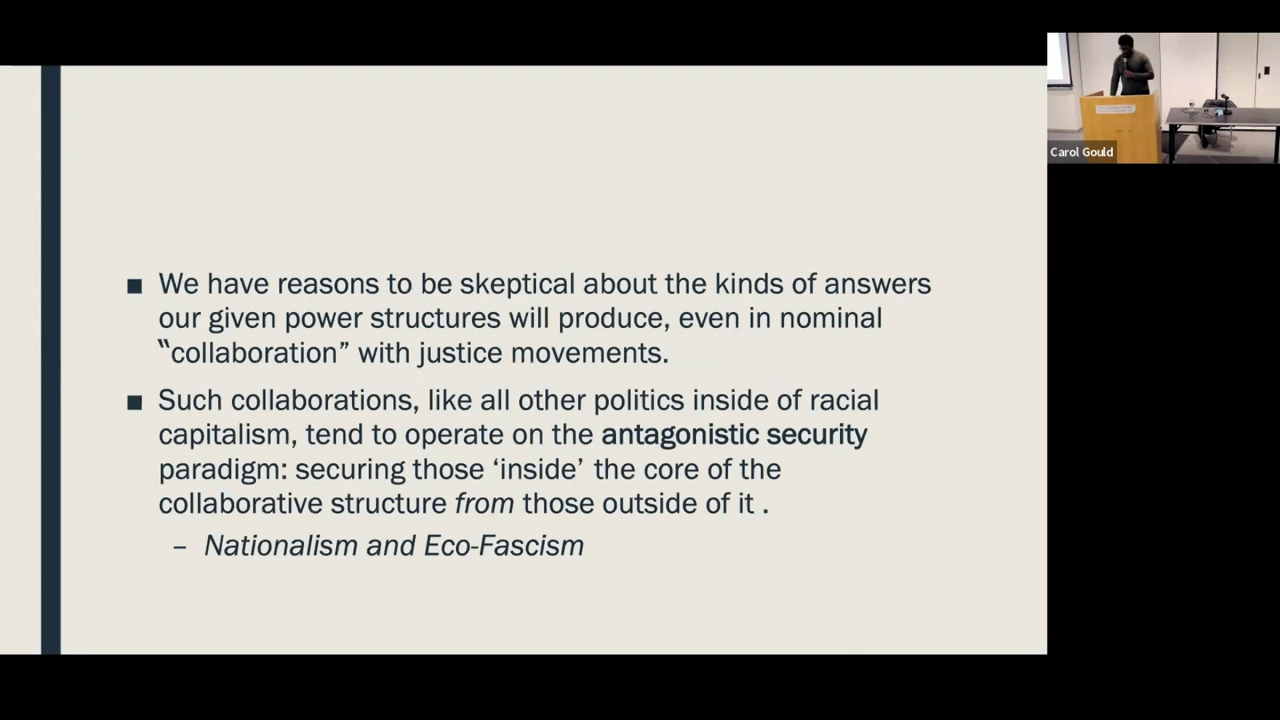 ■ We have reasons to be skeptical about the kinds of answers
our given power structures will produce, even in nominal
“collaboration” with justice movements.
■ Such collaborations, like all other politics inside of racial
capitalism, tend to operate on the antagonistic security
paradigm: securing those ‘inside’ the core of the
collaborative structure from those outside of it .
– Nationalism and Eco-Fascism
Carol Gould